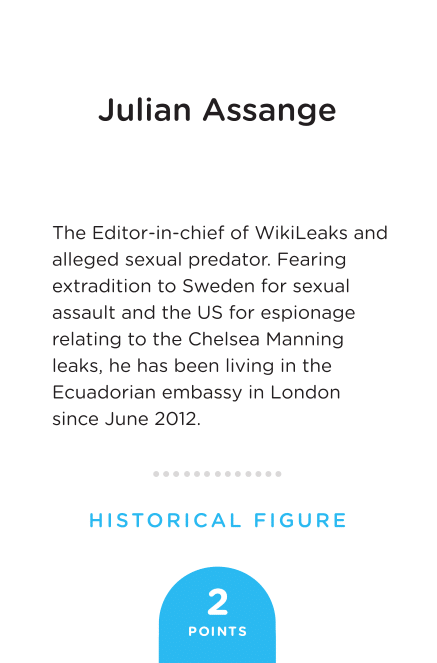 Julian Assange
The Editor-in-chief of WikiLeaks and
alleged sexual predator. Fearing
extradition to Sweden for sexual
assault and the US for espionage
relating to the Chelsea Manning
leaks, he has been living in the
Ecuadorian embassy in London
since June 2012.
HISTORICAL FIGURE
2
POINTS